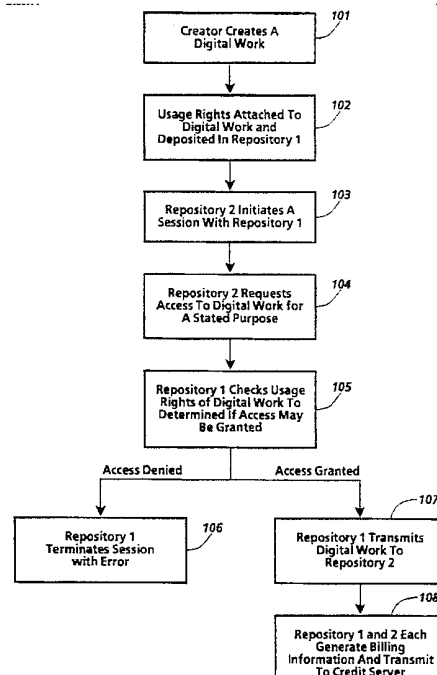 101
Creator Creates A
Digital Work
102
Usage Rights Attached To
Digital Work and
Deposited In Repository 1
103
Repository 2 Initiates A
Session With Repository 1
104
Repository 2 Requests
Access To Digital Work for
A Stated Purpose
105
Repository 1 Checks Usage
Rights of Digital Work To
Determined If Access May
Be Granted
Access Denied
Access Granted
106
Repository 1
Terminates Session
with Error
107
Repository 1 Transmits
Digital Work To
Repository 2
108
Repository 1 and 2 Each
Generate Billing
Information And Transmit
To Credit Server